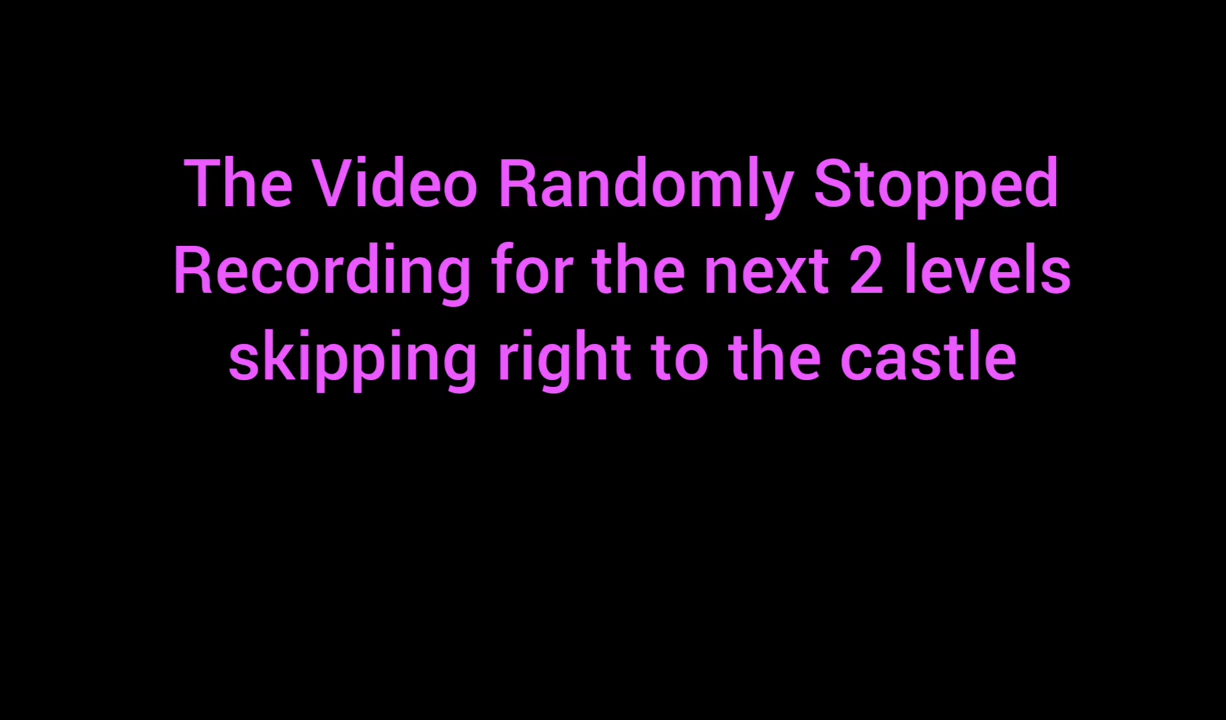 The Video Randomly Stopped
Recording for the next 2 levels
skipping right to the castle